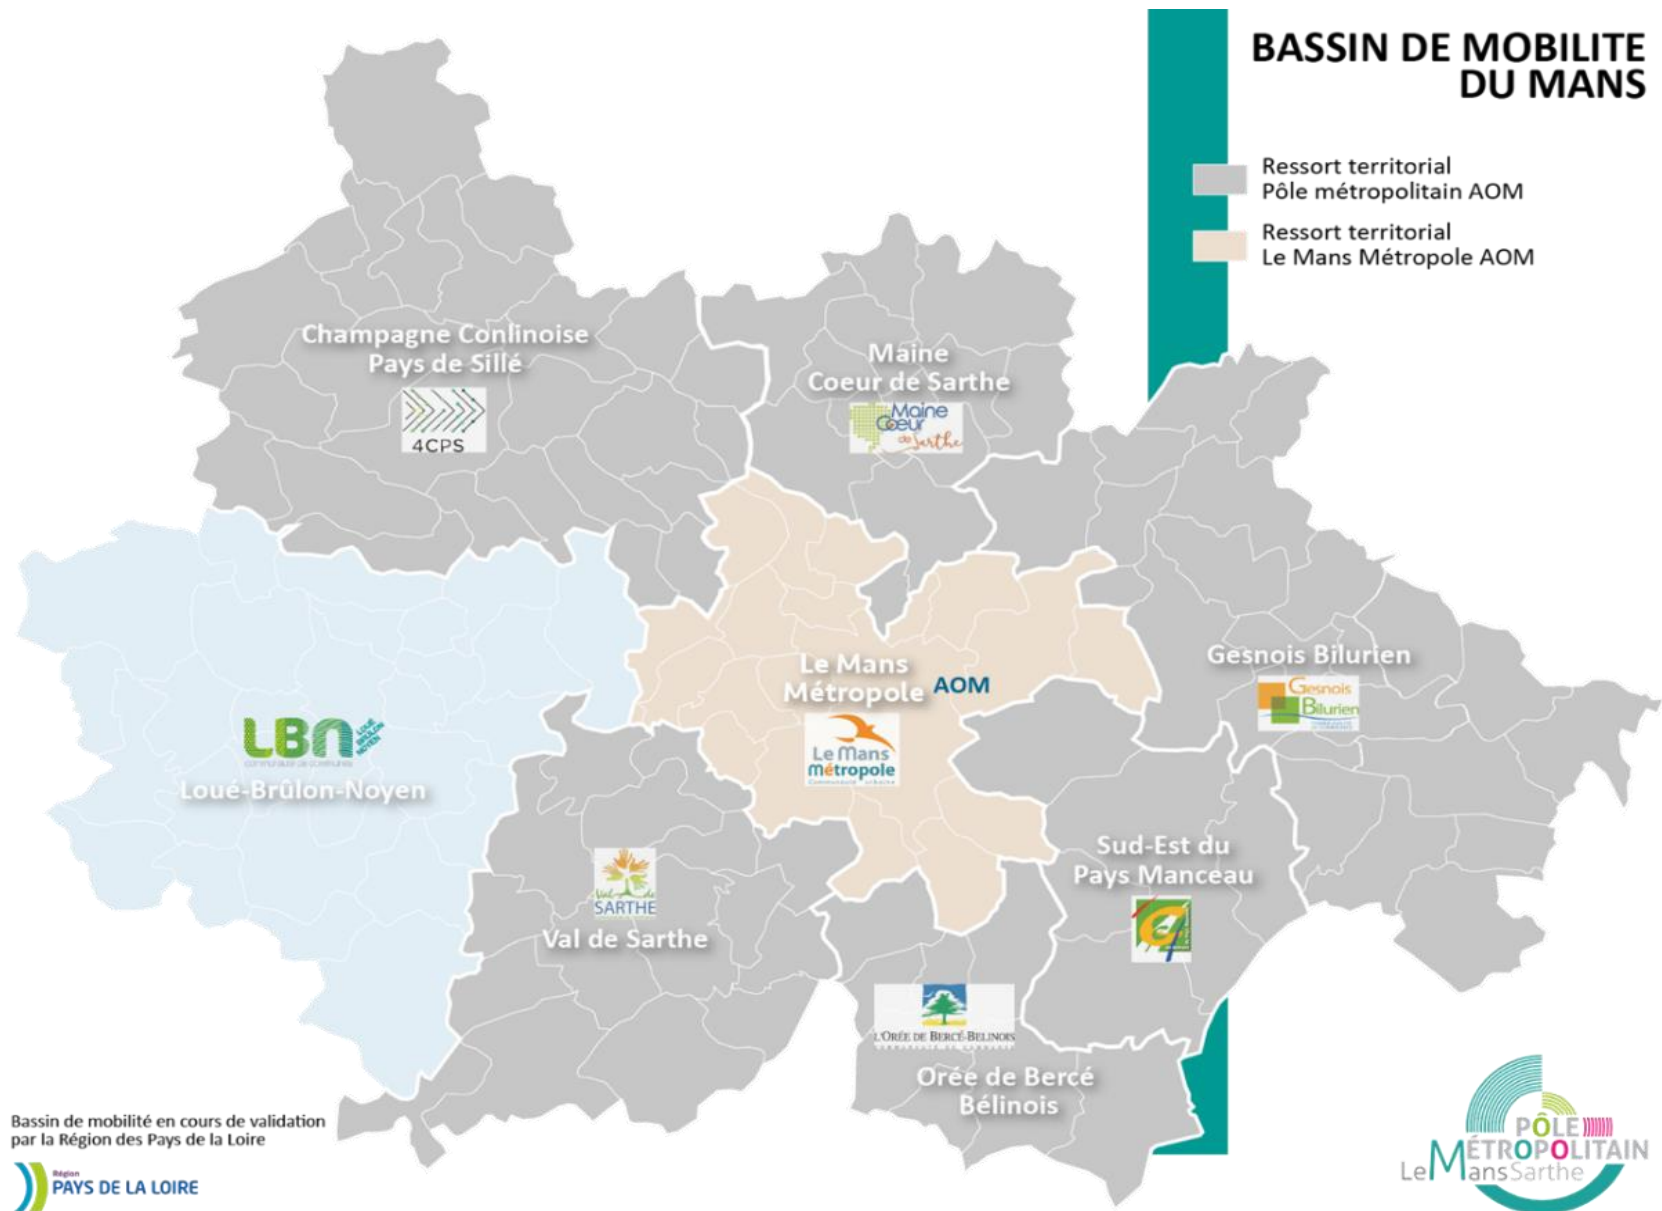 BASSIN DE MOBILITE
DU MANS
Ressort territorial
Pôle métropolitain AOM
Ressort territorial
Le Mans Métropole AOM
Champagne Conlinoise
Pays de Sillé
4CPS
Maine
Coeur de Sarthe
Maine
Coeur
de Sarthe
Gesnois Bilurien
Gesnois
Bilurien
Le Mans
Métropole
AOM
Le Mans
Métropole
LBN
LOUÉ
BRÛLON
NOYEN
Loué-Brûlon-Noyen
Val de
SARTHE
Val de Sarthe
Sud-Est du
Pays Manceau
L'ORÉE DE BERCÉ-BELINOIS
Orée de Bercé
Bélinois
Bassin de mobilité en cours de validation
par la Région des Pays de la Loire
Région
PAYS DE LA LOIRE
PÔLE
MÉTROPOLITAIN
Le Mans Sarthe